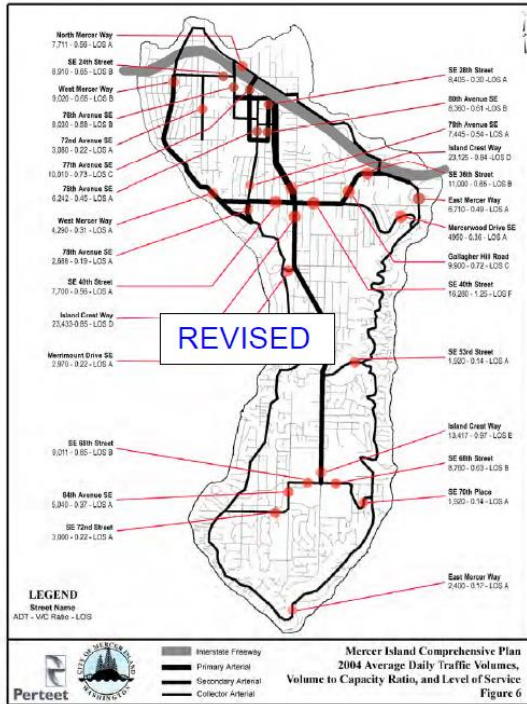 North Mercer Way
7,711 - 0.56 - LOS A
SE 24th Street
8,910 - 0.65 - LOS B
West Mercer Way
9,020 - 0.66 - LOS B
76th Avenue SE
8,030 - 0.58 - LOS B
72nd Avenue SE
3,080 - 0.22 - LOS A
77th Avenue SE
10,010 - 0.73 - LOS C
78th Avenue SE
6,242 - 0.45 - LOS A
West Mercer Way
4,290 - 0.31 - LOS A
78th Avenue SE
2,688 - 0.19 - LOS A
SE 40th Street
7,700 - 0.56 - LOS A
Island Crest Way
23,433-0.85 - LOS D
Merrimount Drive SE
2,970 - 0.22 - LOS A
SE 68th Street
9,011 - 0.65 - LOS B
84th Avenue SE
5,040 - 0.37 - LOS A
SE 72nd Street
3,000 - 0.22 - LOS A
SE 28th Street
8,405 - 0.30 - LOS A
80th Avenue SE
8,360 - 0.61 - LOS B
78th Avenue SE
7,445 - 0.54 - LOS A
Island Crest Way
23,125 - 0.84 - LOS D
SE 36th Street
11,000 - 0.65 - LOS B
East Mercer Way
6,710 - 0.49 - LOS A
Mercerwood Drive SE
4950 - 0.36 - LOS A
Gallagher Hill Road
9,900 - 0.72 - LOS C
SE 40th Street
16,280 - 1.25 - LOS F
REVISED
SE 53rd Street
1,920 - 0.14 - LOS A
Island Crest Way
13,417 - 0.97 - LOS E
SE 68th Street
8,760 - 0.63 - LOS B
SE 70th Place
1,920 - 0.14 - LOS A
East Mercer Way
2,400 - 0.17 - LOS A
LEGEND
Street Name
ADT - V/C Ratio - LOS
Perteet
CITY OF MERCER ISLAND
WASHINGTON
Interstate Freeway
Primary Arterial
Secondary Arterial
Collector Arterial
Mercer Island Comprehensive Plan
2004 Average Daily Traffic Volumes,
Volume to Capacity Ratio, and Level of Service
Figure 6